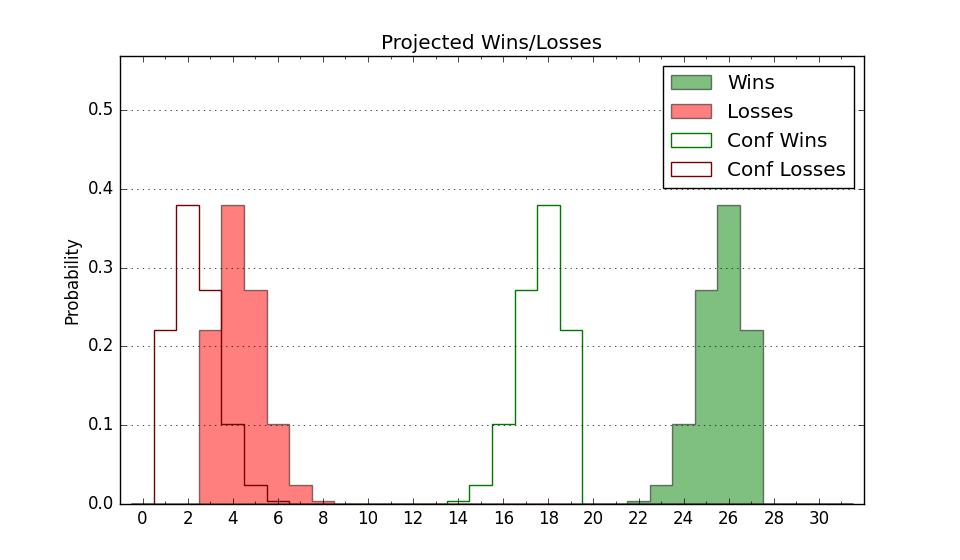 Projected Wins/Losses
Wins
Losses
Conf Wins
Conf Losses
Probability
0.5
0.4
0.3
0.2
0.1
0.0
0 2 4 6 8 10 12 14 16 18 20 22 24 26 28 30